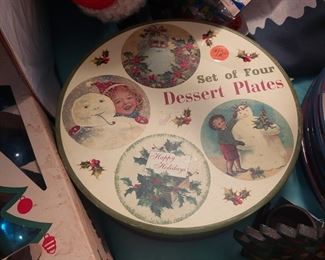 Set of Four
Dessert Plates
Happy
Holidays